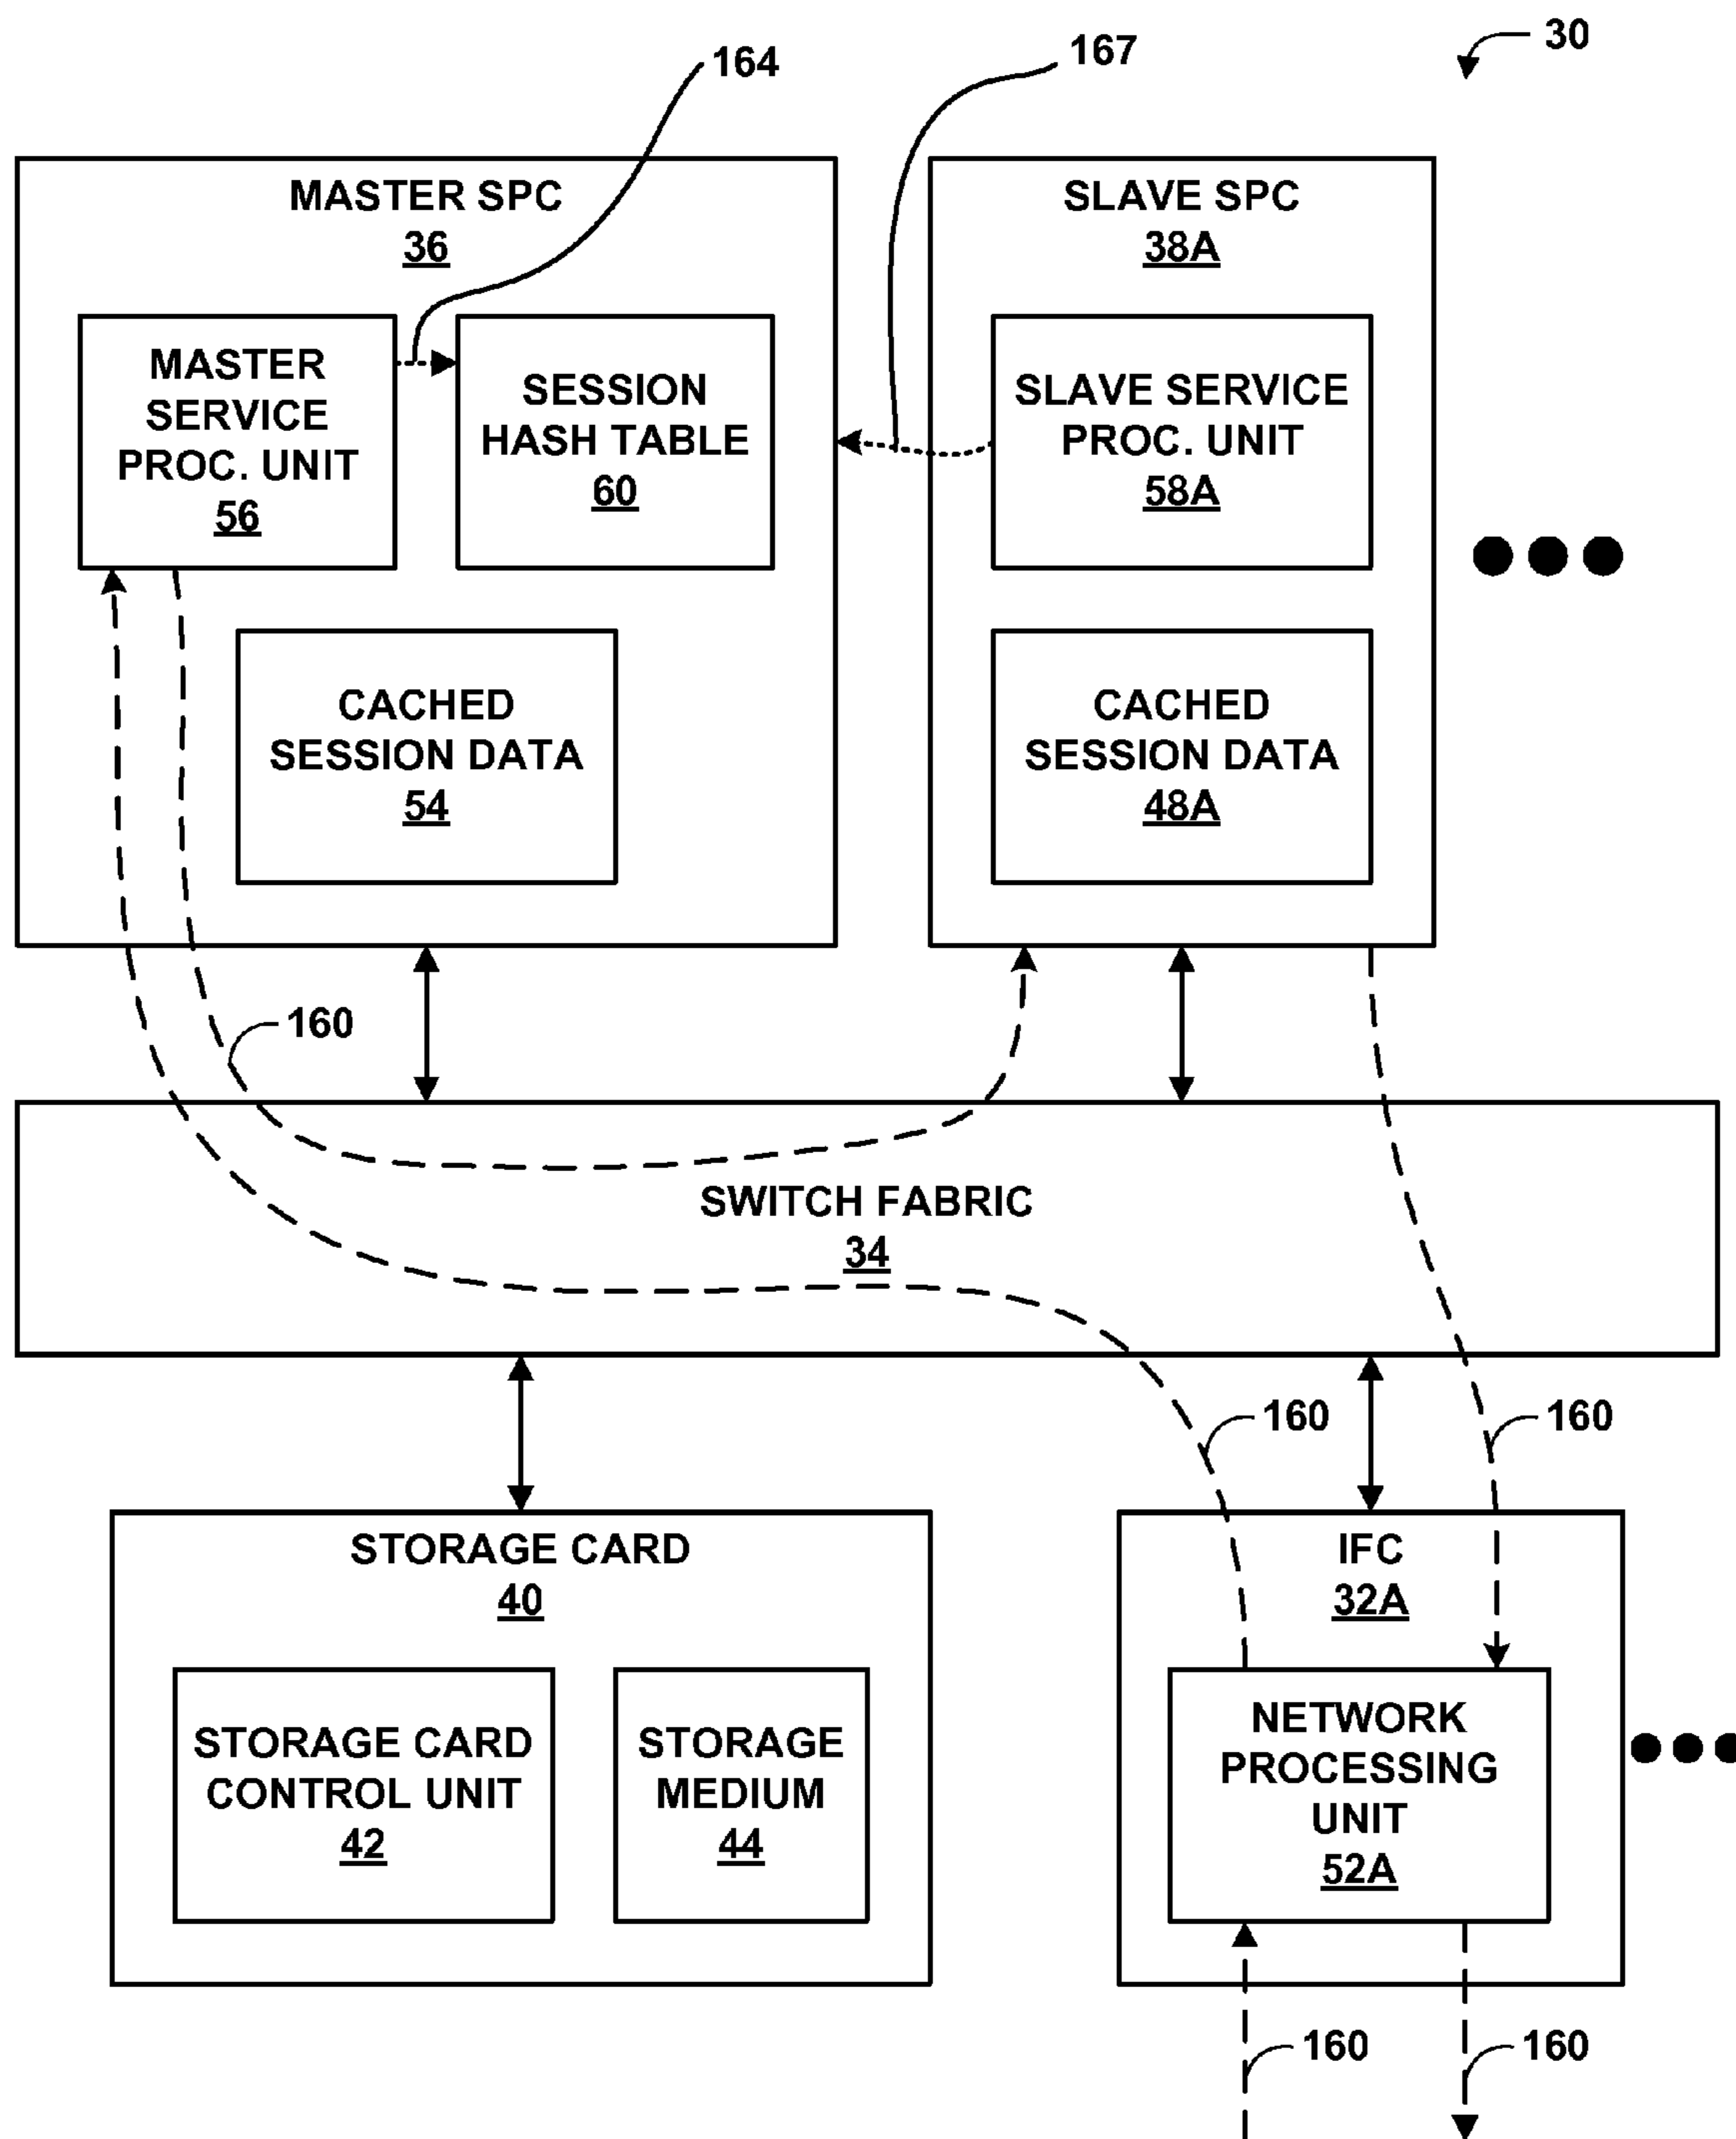 30
164
167
MASTER SPC
36
SLAVE SPC
38A
MASTER
SERVICE
PROC. UNIT
56
SESSION
HASH TABLE
60
SLAVE SERVICE
PROC. UNIT
58A
CACHED
SESSION DATA
54
CACHED
SESSION DATA
48A
160
SWITCH FABRIC
34
160
160
STORAGE CARD
40
IFC
32A
STORAGE CARD
CONTROL UNIT
42
STORAGE
MEDIUM
44
NETWORK
PROCESSING
UNIT
52A
160
160